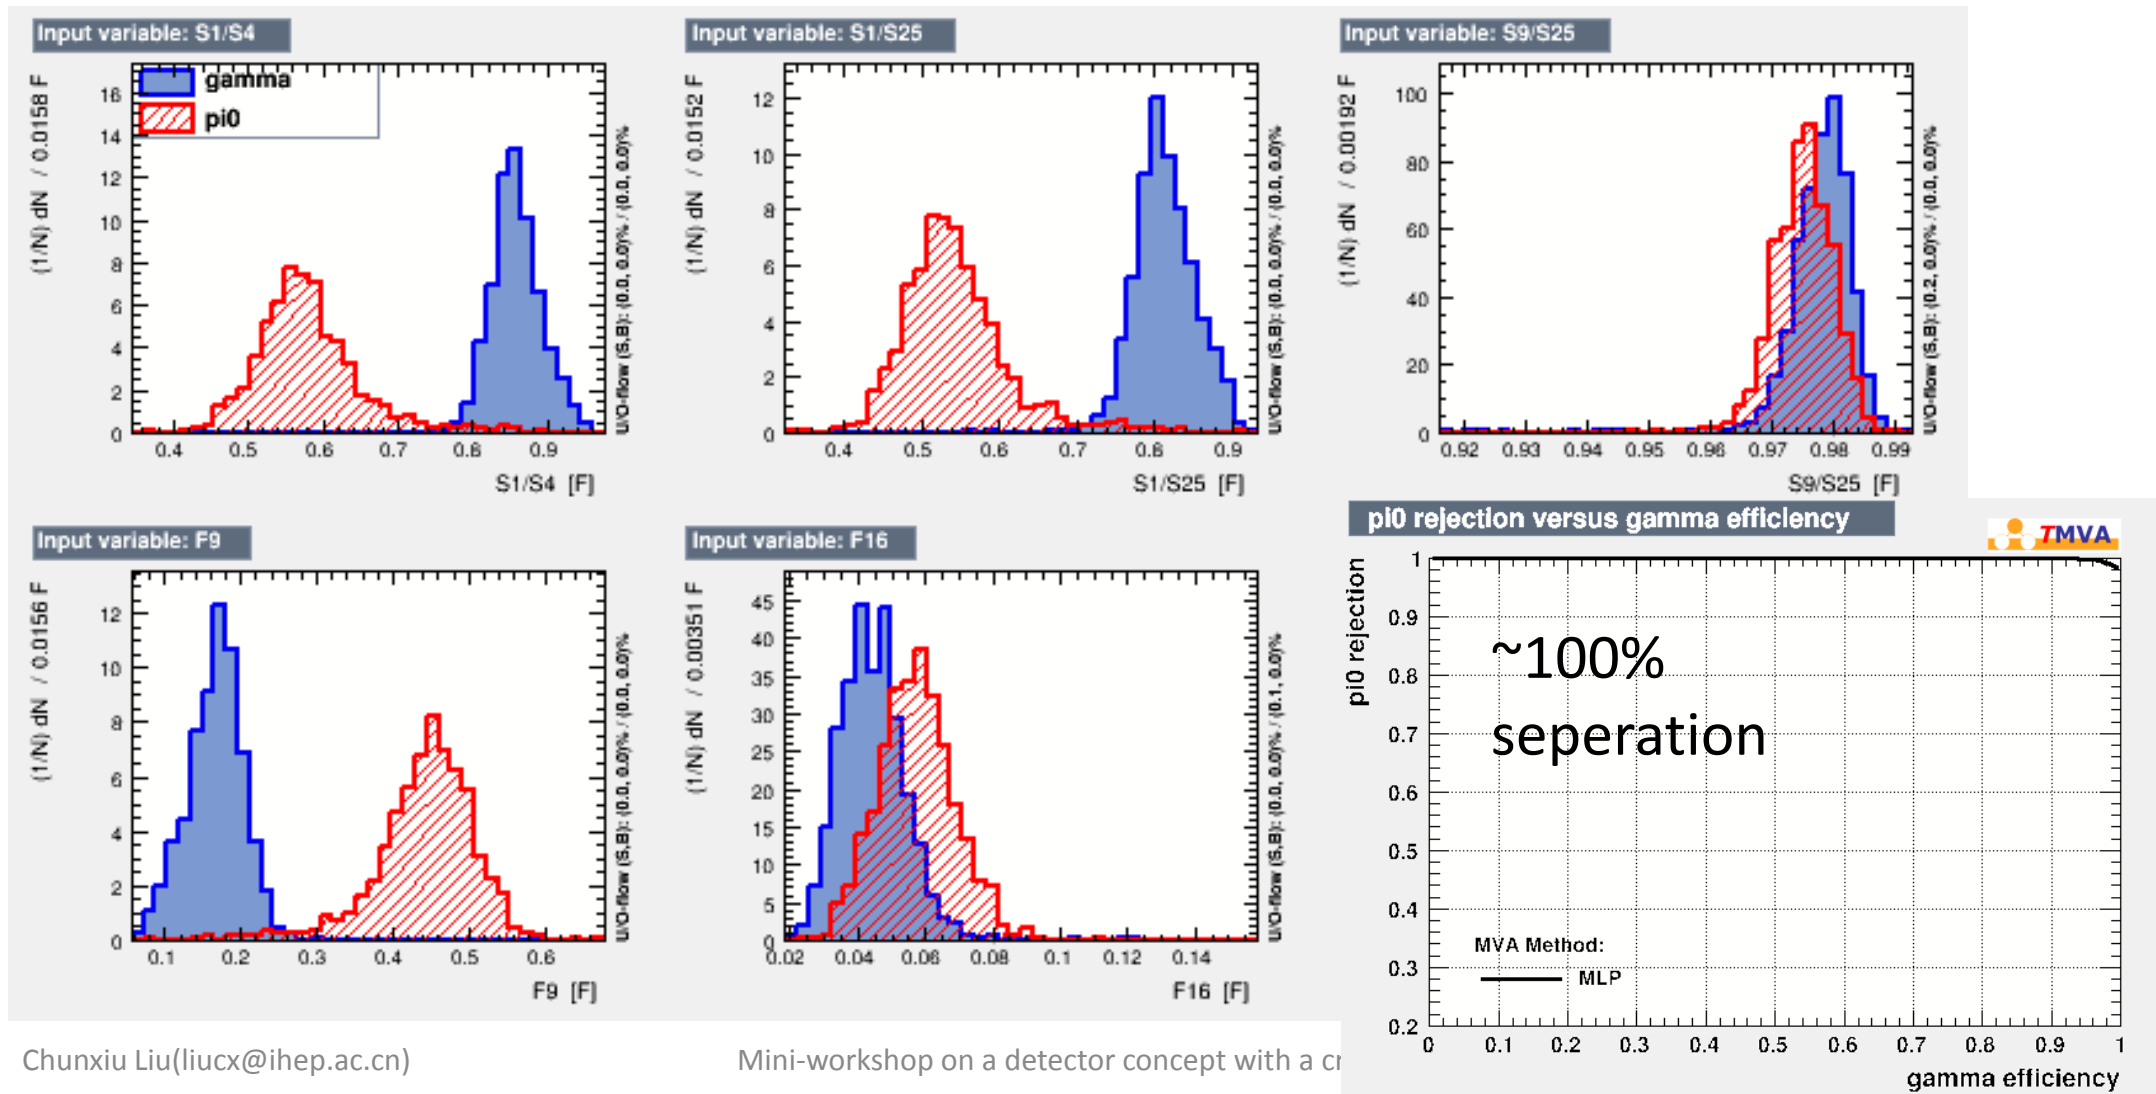 Input variable: S1/S4
(1/N) dN / 0.0158 F
16
14
12
10
8
6
4
2
0
gamma
pi0
0.4 0.5 0.6 0.7 0.8 0.9
S1/S4 [F]
U/O-flow (S,B): (0.0, 0.0)% / (0.0, 0.0)%
Input variable: S1/S25
(1/N) dN / 0.0152 F
12
10
8
6
4
2
0
0.4 0.5 0.6 0.7 0.8 0.9
S1/S25 [F]
U/O-flow (S,B): (0.0, 0.0)% / (0.0, 0.0)%
Input variable: S9/S25
(1/N) dN / 0.00192 F
100
80
60
40
20
0
0.92 0.93 0.94 0.95 0.96 0.97 0.98 0.99
S9/S25 [F]
U/O-flow (S,B): (0.2, 0.0)% / (0.0, 0.0)%
Input variable: F9
(1/N) dN / 0.0156 F
12
10
8
6
4
2
0
0.1 0.2 0.3 0.4 0.5 0.6
F9 [F]
U/O-flow (S,B): (0.0, 0.0)% / (0.0, 0.0)%
Input variable: F16
(1/N) dN / 0.00351 F
45
40
35
30
25
20
15
10
5
0
0.02 0.04 0.06 0.08 0.1 0.12 0.14
F16 [F]
U/O-flow (S,B): (0.0, 0.0)% / (0.1, 0.0)%
pi0 rejection versus gamma efficiency
TMVA
pi0 rejection
1
0.9
0.8
0.7
0.6
0.5
0.4
0.3
0.2
~100%
seperation
MVA Method:
MLP
0 0.1 0.2 0.3 0.4 0.5 0.6 0.7 0.8 0.9 1
gamma efficiency
Chunxiu Liu(liucx@ihep.ac.cn)
Mini-workshop on a detector concept with a cr